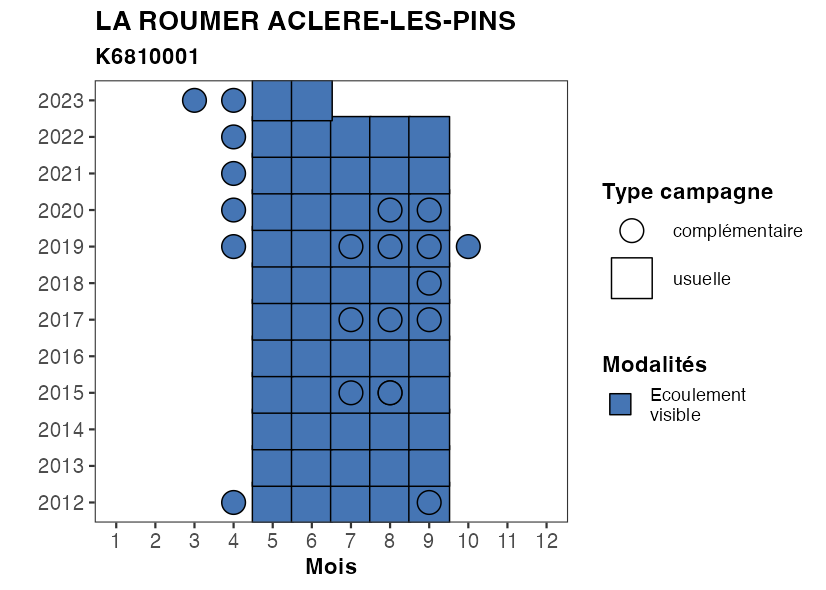 LA ROUMER ACLERE-LES-PINS
K6810001
2023
2022
2021
2020
2019
2018
2017
2016
2015
2014
2013
2012
1 2 3 4 5 6 7 8 9 10 11 12
Mois
Type campagne
complémentaire
usuelle
Modalités
Ecoulement
visible